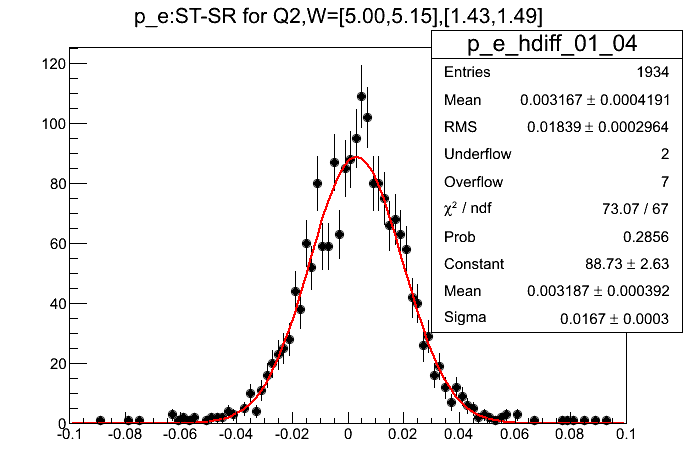 p_e:ST-SR for Q2,W=[5.00,5.15],[1.43,1.49]
p_e_hdiff_01_04
Entries 1934
Mean 0.003167 ± 0.0004191
RMS 0.01839 ± 0.0002964
Underflow 2
Overflow 7
χ² / ndf 73.07 / 67
Prob 0.2856
Constant 88.73 ± 2.63
Mean 0.003187 ± 0.000392
Sigma 0.0167 ± 0.0003
120
100
80
60
40
20
0
-0.1 -0.08 -0.06 -0.04 -0.02 0 0.02 0.04 0.06 0.08 0.1